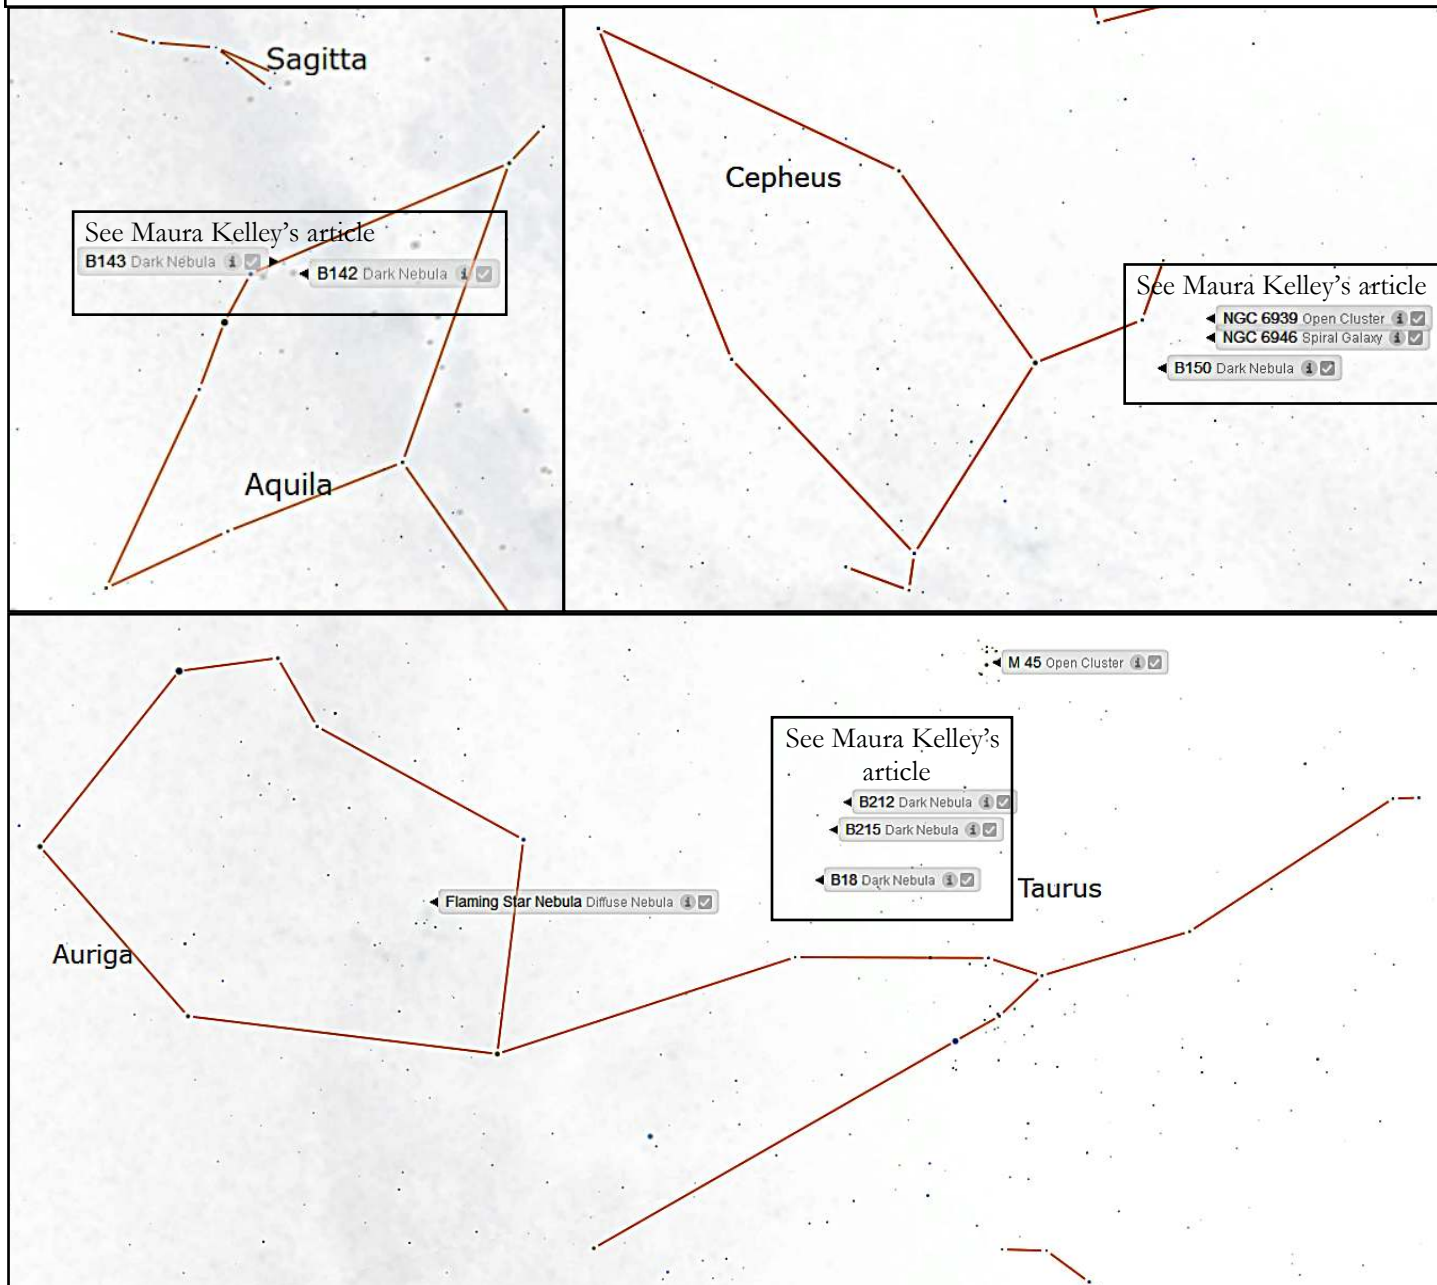 Sagitta
See Maura Kelley's article
B143 Dark Nebula
B142 Dark Nebula
Aquila
Cepheus
See Maura Kelley's article
NGC 6939 Open Cluster
NGC 6946 Spiral Galaxy
B150 Dark Nebula
M 45 Open Cluster
See Maura Kelley's
article
B212 Dark Nebula
B215 Dark Nebula
B18 Dark Nebula
Taurus
Flaming Star Nebula Diffuse Nebula
Auriga